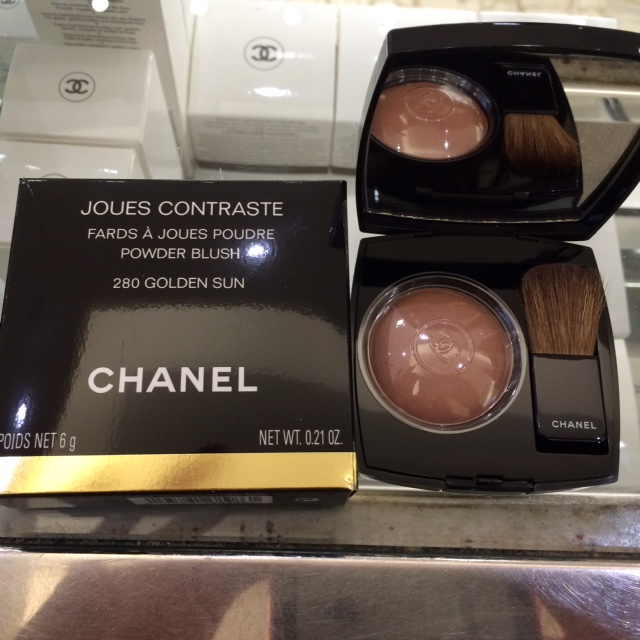 JOUES CONTRASTE
FARDS À JOUES POUDRE
POWDER BLUSH
280 GOLDEN SUN
CHANEL
POIDS NET 6 g
NET WT. 0.21 OZ.
CHANEL
CHANEL